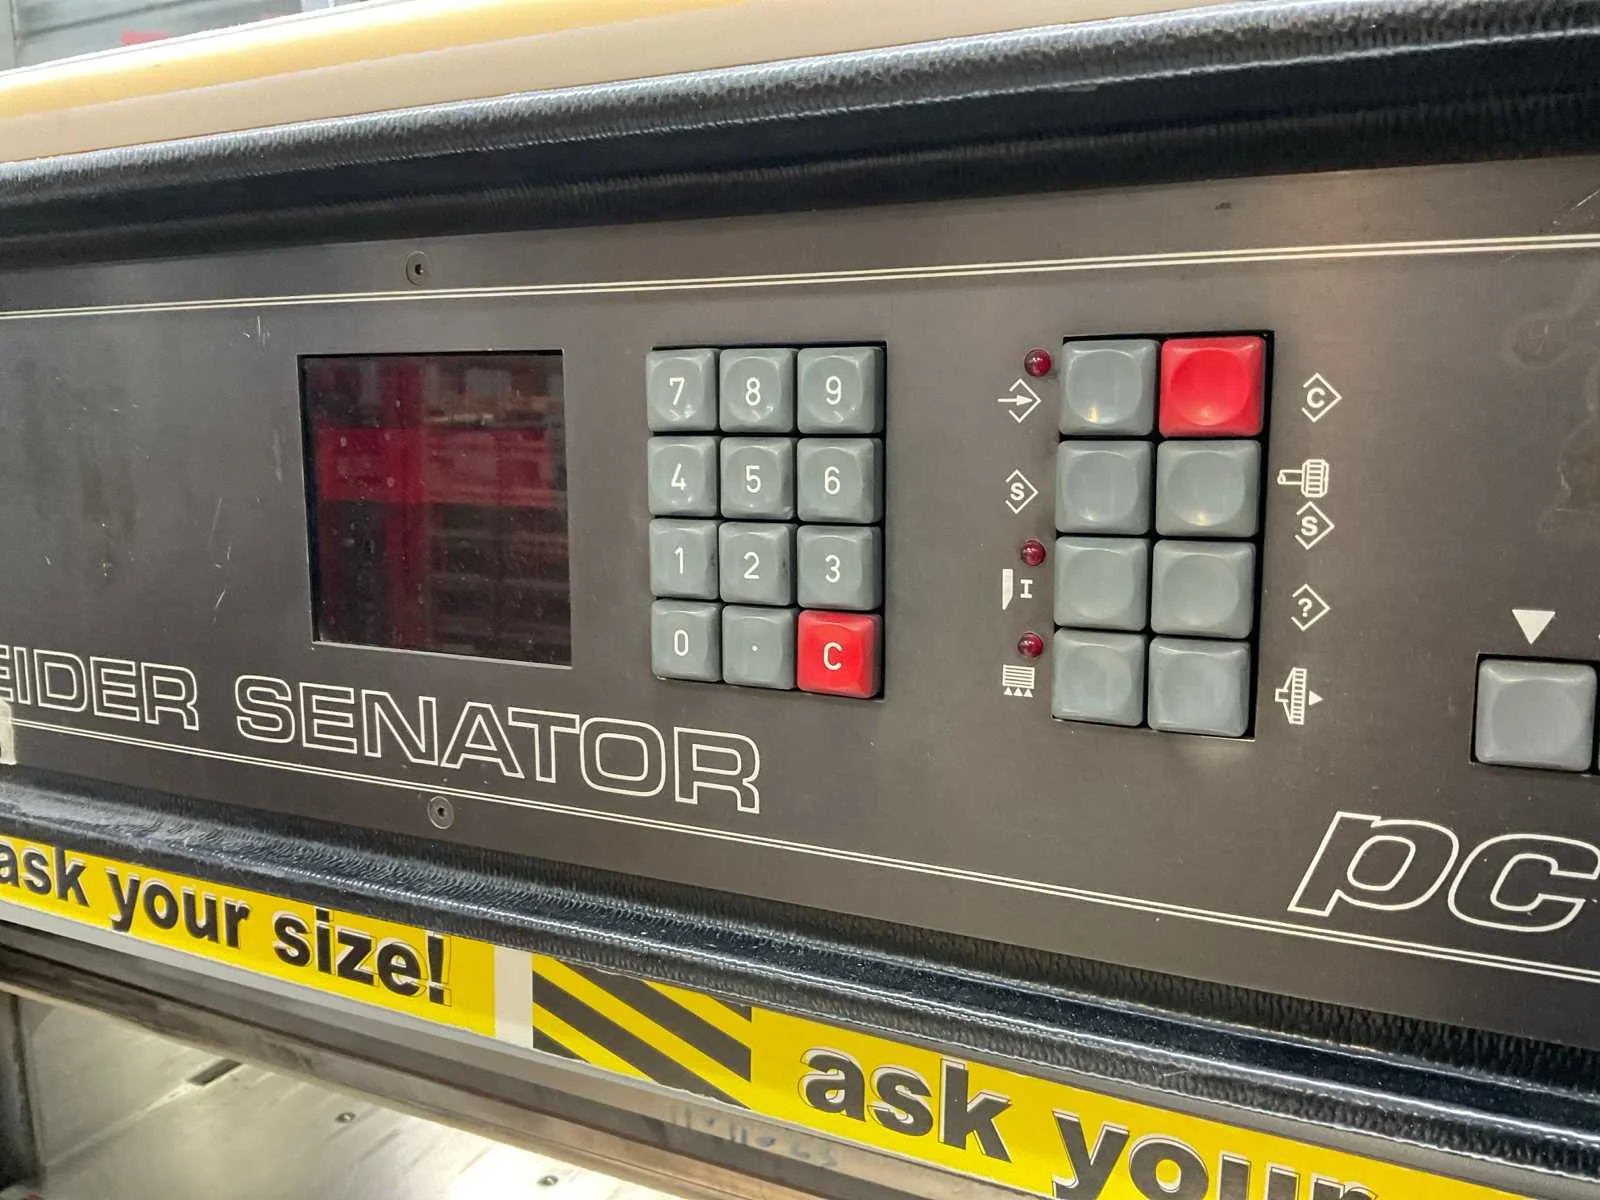 7 8 9
4 5 6
1 2 3
0 . C
C
S
S
I
?
EIDER SENATOR
pc
ask your size!
ask your